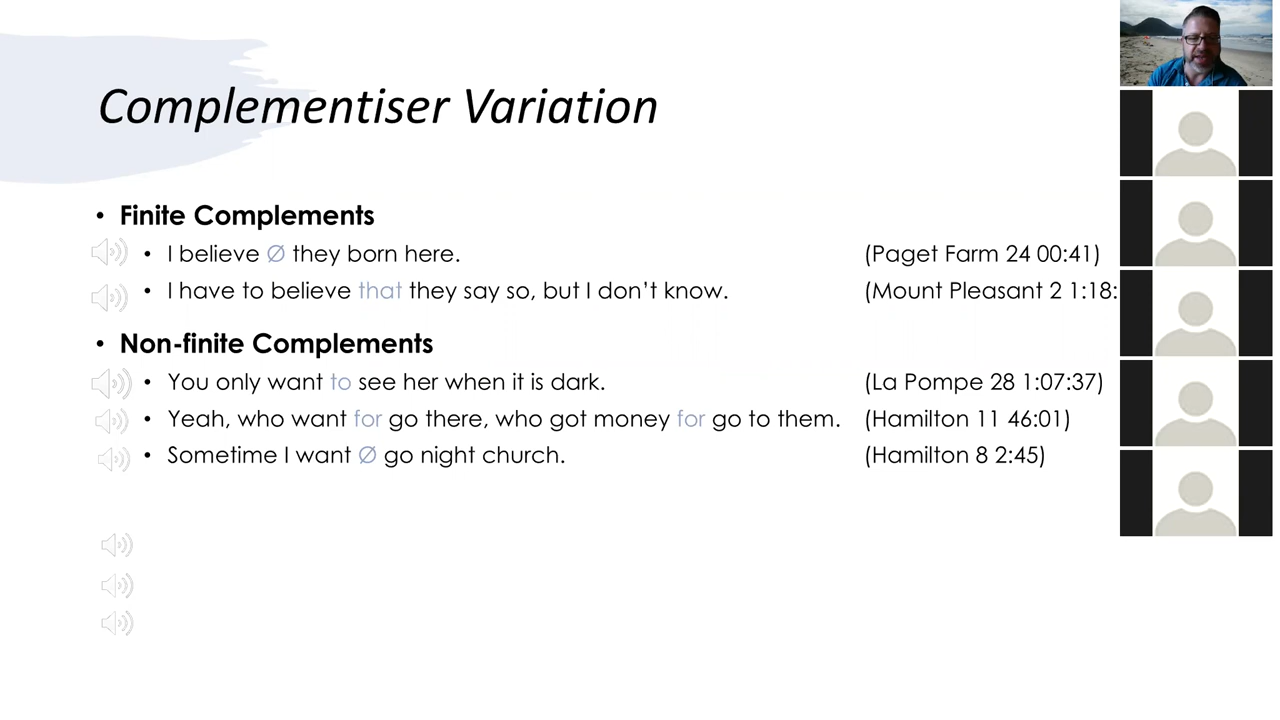 Complementiser Variation
• Finite Complements
• I believe Ø they born here. (Paget Farm 24 00:41)
• I have to believe that they say so, but I don’t know. (Mount Pleasant 2 1:18:
• Non-finite Complements
• You only want to see her when it is dark. (La Pompe 28 1:07:37)
• Yeah, who want for go there, who got money for go to them. (Hamilton 11 46:01)
• Sometime I want Ø go night church. (Hamilton 8 2:45)